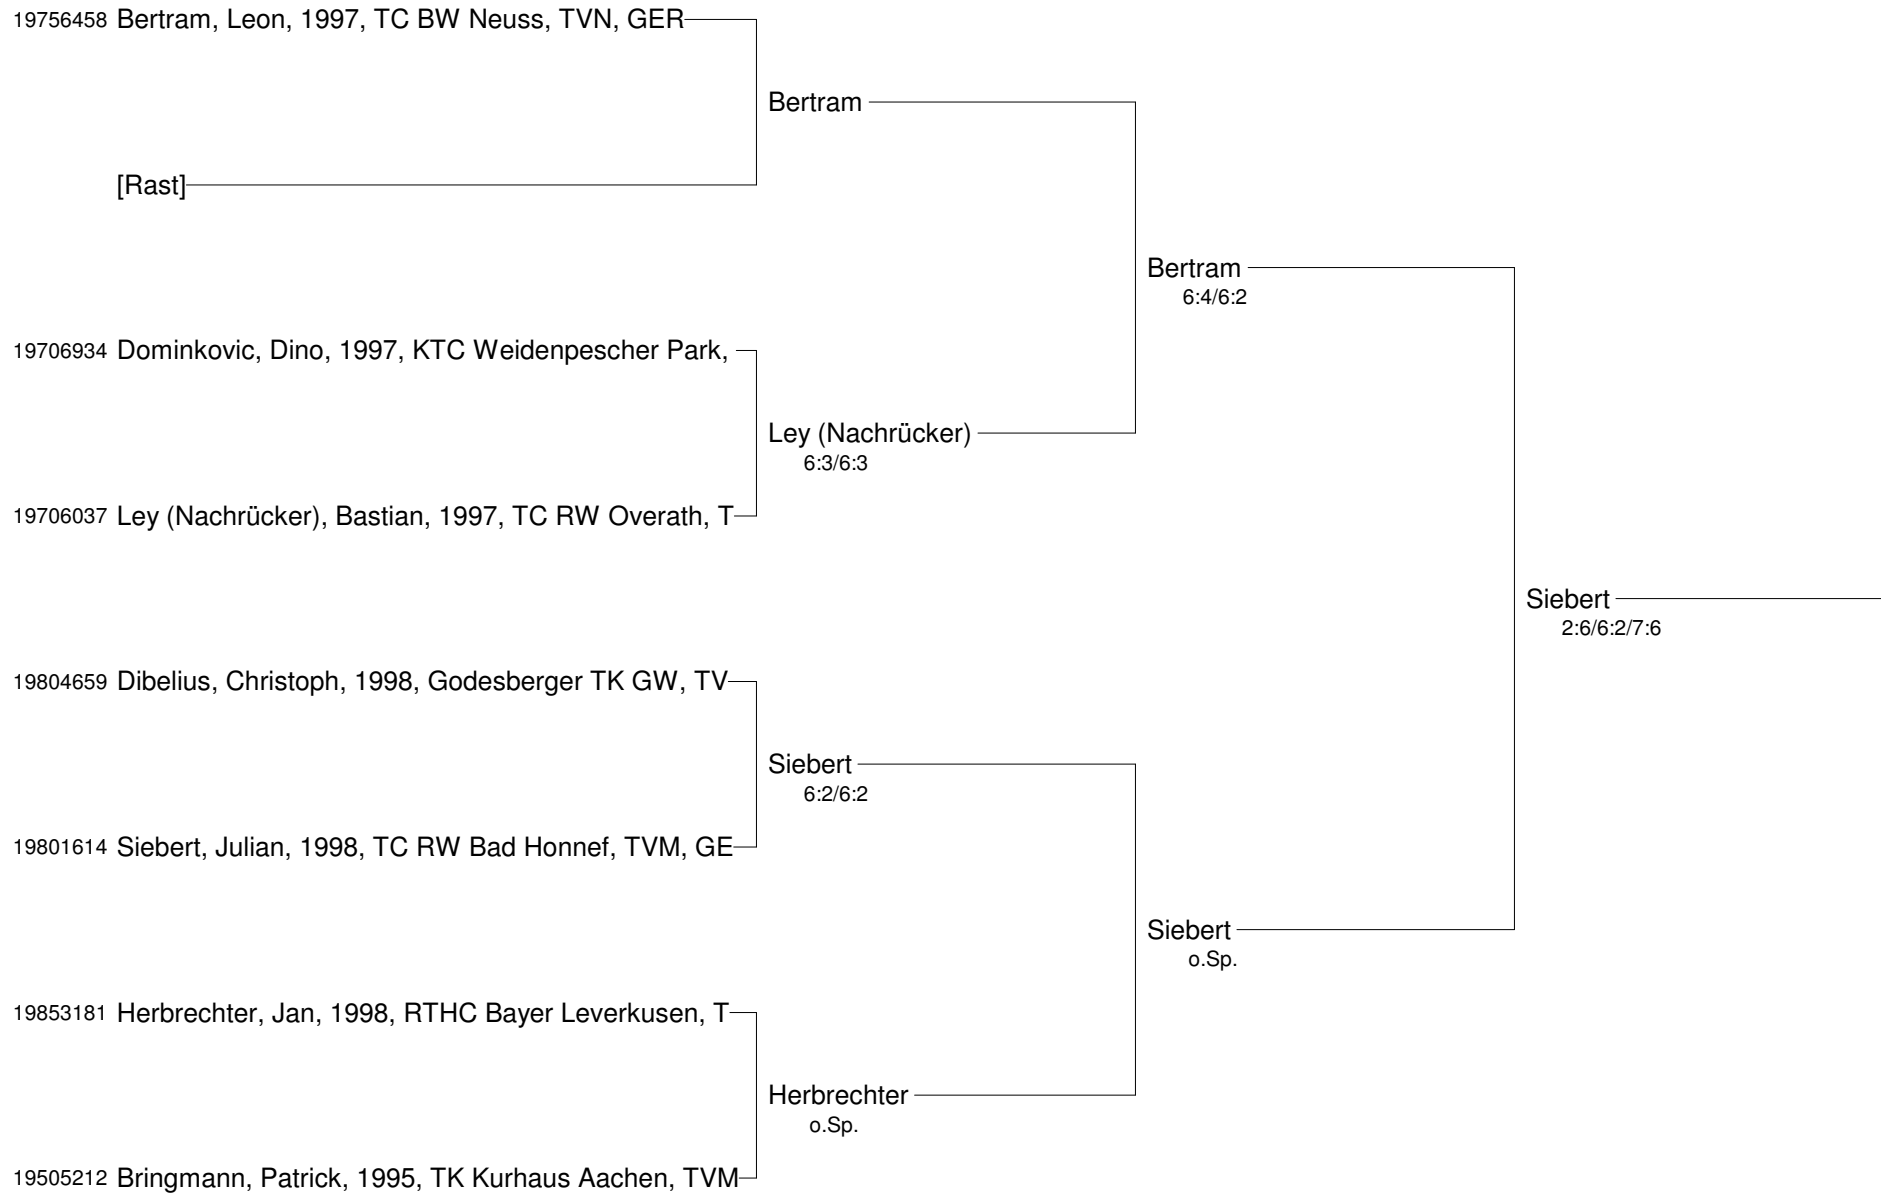 19756458 Bertram, Leon, 1997, TC BW Neuss, TVN, GER
Bertram
[Rast]
Bertram
6:4/6:2
19706934 Dominkovic, Dino, 1997, KTC Weidenpescher Park,
Ley (Nachrücker)
6:3/6:3
19706037 Ley (Nachrücker), Bastian, 1997, TC RW Overath, T
Siebert
2:6/6:2/7:6
19804659 Dibelius, Christoph, 1998, Godesberger TK GW, TV
Siebert
6:2/6:2
19801614 Siebert, Julian, 1998, TC RW Bad Honnef, TVM, GE
Siebert
o.Sp.
19853181 Herbrechter, Jan, 1998, RTHC Bayer Leverkusen, T
Herbrechter
o.Sp.
19505212 Bringmann, Patrick, 1995, TK Kurhaus Aachen, TVM